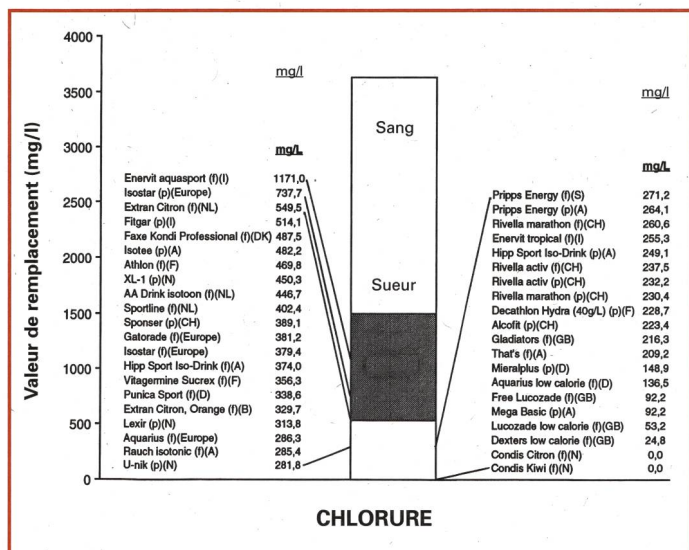 Valeur de remplacement (mg/l)
4000
3500
3000
2500
2000
1500
1000
500
0
mg/l
mg/L
Enervit aquasport (f)(I) 1171,0
Isostar (p)(Europe) 737,7
Extran Citron (f)(NL) 549,5
Fitgar (p)(I) 514,1
Faxe Kondi Professional (f)(DK) 487,5
Isotee (p)(A) 482,2
Athlon (f)(F) 469,8
XL-1 (p)(N) 450,3
AA Drink isotoon (f)(NL) 446,7
Sportline (f)(NL) 402,4
Sponser (p)(CH) 389,1
Gatorade (f)(Europe) 381,2
Isostar (f)(Europe) 379,4
Hipp Sport Iso-Drink (f)(A) 374,0
Vitagermine Sucrex (f)(F) 356,3
Punica Sport (f)(D) 338,6
Extran Citron, Orange (f)(B) 329,7
Lexir (p)(N) 313,8
Aquarius (f)(Europe) 286,3
Rauch isotonic (f)(A) 285,4
U-nik (p)(N) 281,8
Sang
Sueur
mg/l
mg/L
Pripps Energy (f)(S) 271,2
Pripps Energy (p)(A) 264,1
Rivella marathon (f)(CH) 260,6
Enervit tropical (f)(I) 255,3
Hipp Sport Iso-Drink (p)(A) 249,1
Rivella activ (f)(CH) 237,5
Rivella activ (p)(CH) 232,2
Rivella marathon (p)(CH) 230,4
Decathlon Hydra (40g/L) (p)(F) 228,7
Alcofit (p)(CH) 223,4
Gladiators (f)(GB) 216,3
That's (f)(A) 209,2
Mieralplus (p)(D) 148,9
Aquarius low calorie (f)(D) 136,5
Free Lucozade (f)(GB) 92,2
Mega Basic (p)(A) 92,2
Lucozade low calorie (f)(GB) 53,2
Dexters low calorie (f)(GB) 24,8
Condis Citron (f)(N) 0,0
Condis Kiwi (f)(N) 0,0
CHLORURE